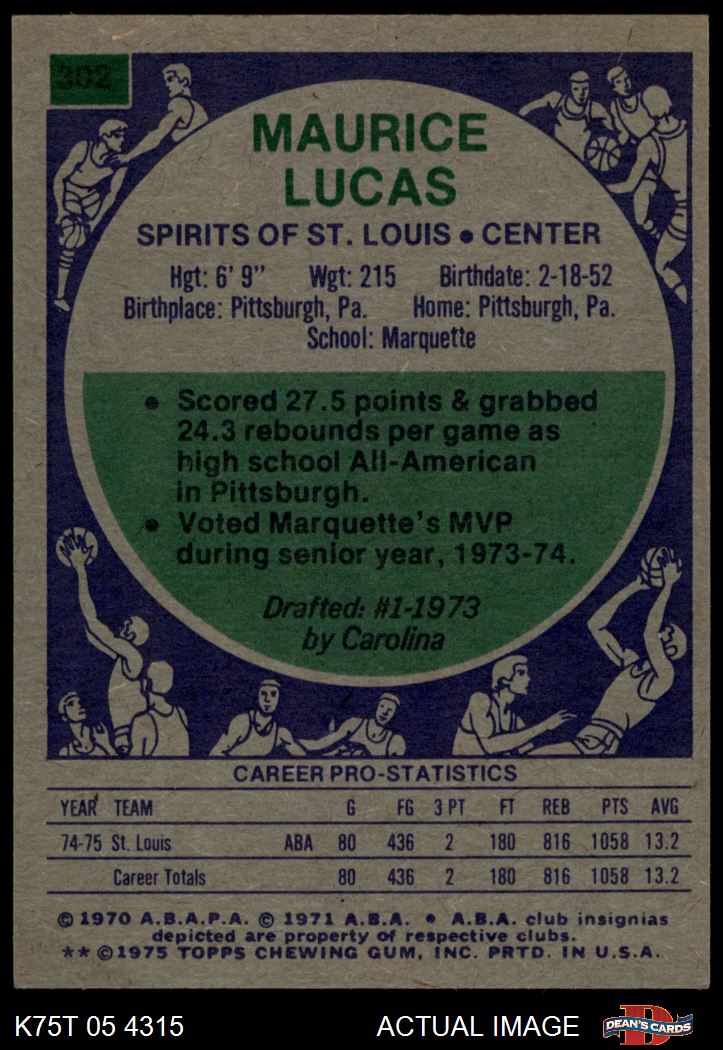 302
MAURICE
LUCAS
SPIRITS OF ST. LOUIS • CENTER
Hgt: 6' 9" Wgt: 215 Birthdate: 2-18-52
Birthplace: Pittsburgh, Pa. Home: Pittsburgh, Pa.
School: Marquette
• Scored 27.5 points & grabbed
24.3 rebounds per game as
high school All-American
in Pittsburgh.
• Voted Marquette's MVP
during senior year, 1973-74.
Drafted: #1-1973
by Carolina
CAREER PRO-STATISTICS
YEAR TEAM G FG 3 PT FT REB PTS AVG
74-75 St. Louis ABA 80 436 2 180 816 1058 13.2
Career Totals 80 436 2 180 816 1058 13.2
© 1970 A.B.A.P.A. © 1971 A.B.A. • A.B.A. club insignias
depicted are property of respective clubs.
** ©1975 TOPPS CHEWING GUM, INC. PRTD. IN U.S.A.
K75T 05 4315 ACTUAL IMAGE D DEAN'S CARDS